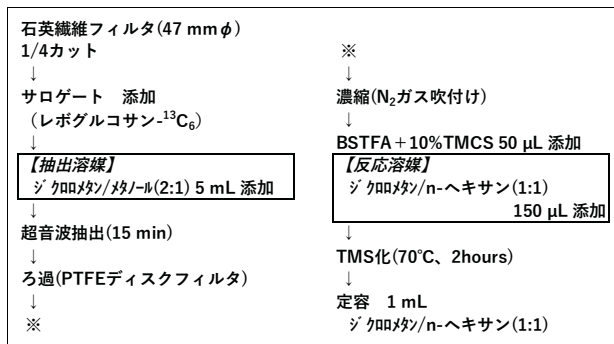 石英繊維フィルタ(47 mmφ)
1/4カット
↓
サロゲート 添加
(レボグルコサン-¹³C₆)
↓
【抽出溶媒】
ジクロロメタン/メタノール(2:1) 5 mL 添加
↓
超音波抽出(15 min)
↓
ろ過(PTFEディスクフィルタ)
↓
※
※
↓
濃縮(N₂ガス吹付け)
↓
BSTFA+10%TMCS 50 µL 添加
【反応溶媒】
ジクロロメタン/n-ヘキサン(1:1)
150 µL 添加
↓
TMS化(70℃、2hours)
↓
定容 1 mL
ジクロロメタン/n-ヘキサン(1:1)